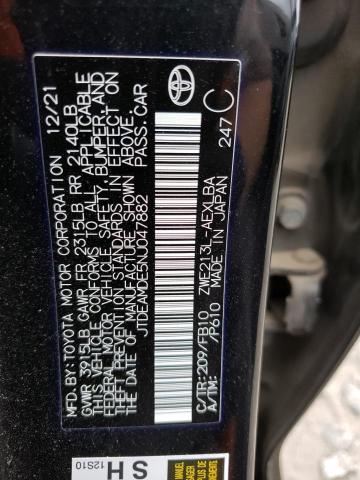 MFD.BY:TOYOTA MOTOR CORPORATION 12/21
GVWR 3915LB GAWR FR 2315LB RR 2140LB
THIS VEHICLE CONFORMS TO ALL APPLICABLE
FEDERAL MOTOR VEHICLE SAFETY,BUMPER,AND
THEFT PREVENTION STANDARDS IN EFFECT ON
THE DATE OF MANUFACTURE SHOWN ABOVE.
JTDEAMDE5NJ047882 PASS.CAR
C/TR:209/FB10 ZWE213L-AEXLBA
A/TM: /P610 MADE IN JAPAN 247C
SH
12S10
MANUAL